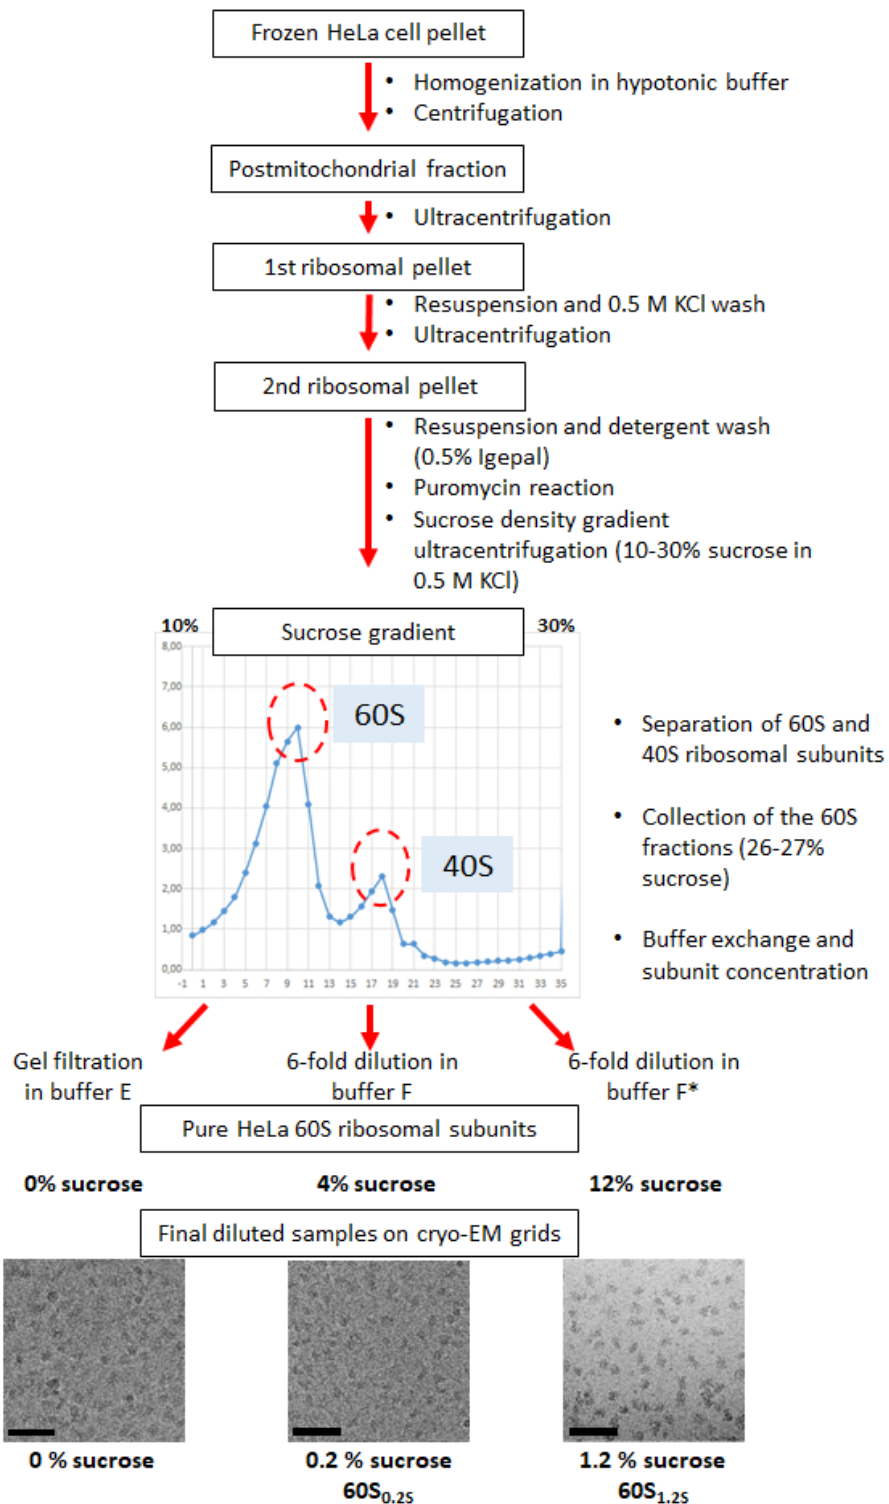 Frozen HeLa cell pellet
• Homogenization in hypotonic buffer
• Centrifugation
Postmitochondrial fraction
• Ultracentrifugation
1st ribosomal pellet
• Resuspension and 0.5 M KCl wash
• Ultracentrifugation
2nd ribosomal pellet
• Resuspension and detergent wash
(0.5% Igepal)
• Puromycin reaction
• Sucrose density gradient
ultracentrifugation (10-30% sucrose in
0.5 M KCl)
10% Sucrose gradient 30%
8,00
7,00
6,00
5,00
4,00
3,00
2,00
1,00
0,00
-1 1 3 5 7 9 11 13 15 17 19 21 23 25 27 29 31 33 35
60S
40S
• Separation of 60S and
40S ribosomal subunits
• Collection of the 60S
fractions (26-27%
sucrose)
• Buffer exchange and
subunit concentration
Gel filtration
in buffer E
6-fold dilution in
buffer F
6-fold dilution in
buffer F*
Pure HeLa 60S ribosomal subunits
0% sucrose 4% sucrose 12% sucrose
Final diluted samples on cryo-EM grids
0 % sucrose
0.2 % sucrose
60S0.2S
1.2 % sucrose
60S1.2S